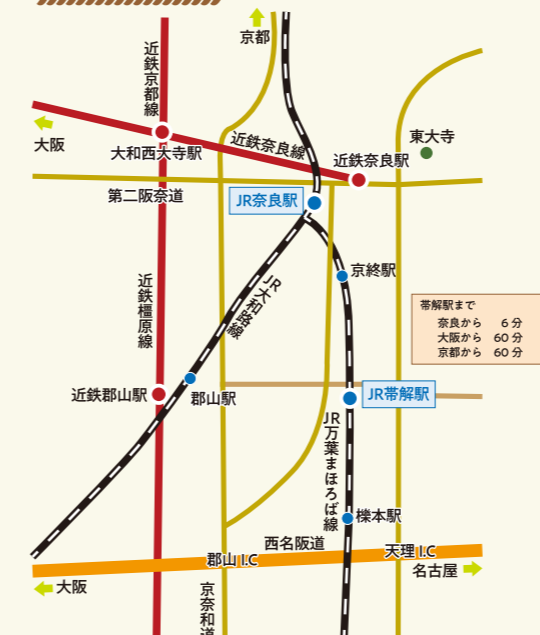 京都
近鉄京都線
大阪
大和西大寺駅
近鉄奈良線
近鉄奈良駅
東大寺
第二阪奈道
JR奈良駅
京終駅
JR大和路線
近鉄橿原線
帯解駅まで
奈良から 6分
大阪から 60分
京都から 60分
近鉄郡山駅
郡山駅
JR帯解駅
JR万葉まほろば線
櫟本駅
西名阪道
郡山 I.C
天理 I.C
名古屋
大阪
京奈和道